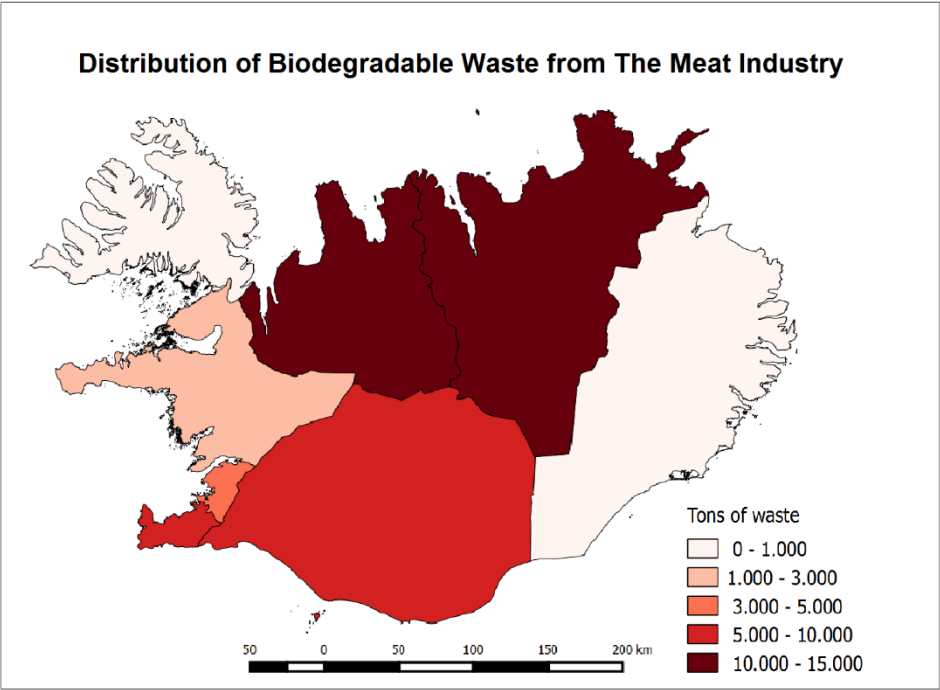 Distribution of Biodegradable Waste from The Meat Industry
Tons of waste
0 - 1.000
1.000 - 3.000
3.000 - 5.000
5.000 - 10.000
10.000 - 15.000
50 0 50 100 150 200 km